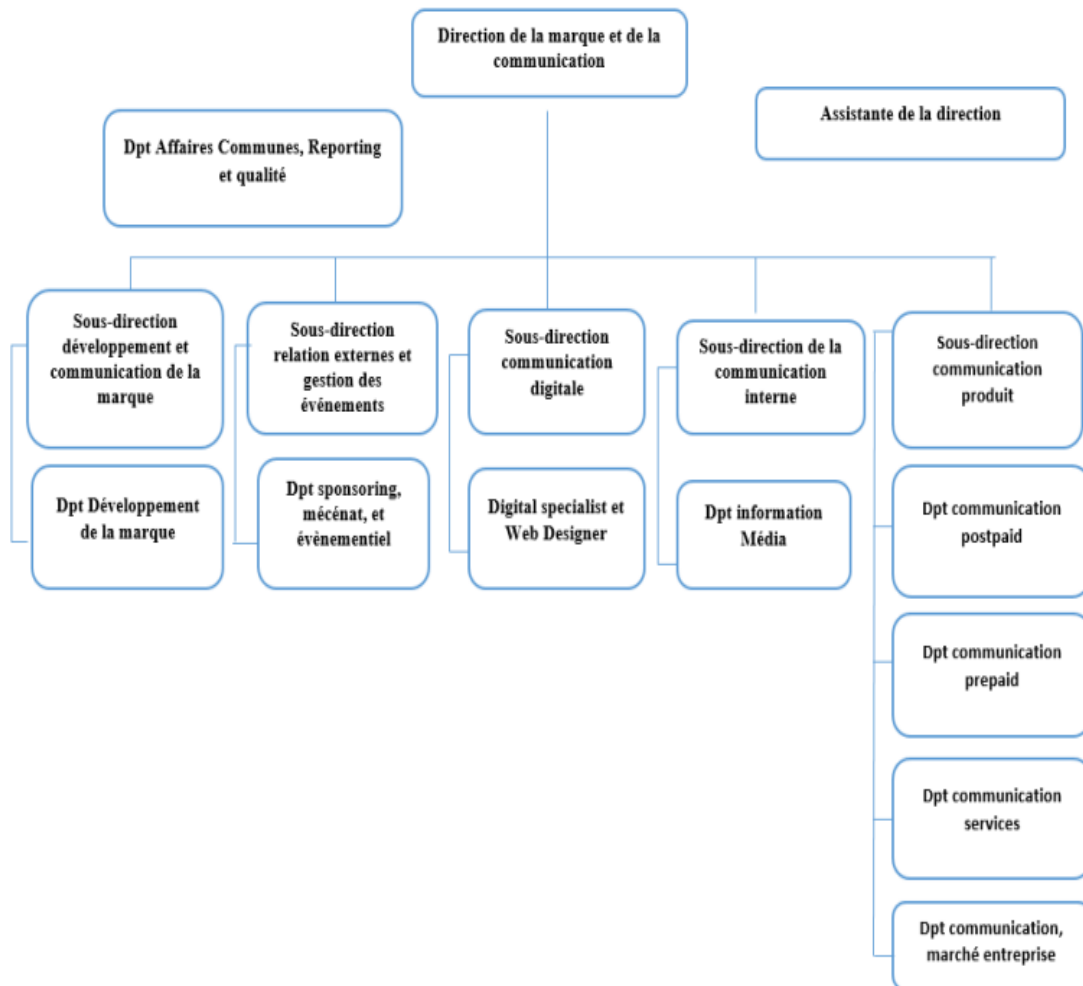 Direction de la marque et de la
communication
Assistante de la direction
Dpt Affaires Communes, Reporting
et qualité
Sous-direction
développement et
communication de la
marque
Sous-direction
relation externes et
gestion des
événements
Sous-direction
communication
digitale
Sous-direction de la
communication
interne
Sous-direction
communication
produit
Dpt Développement
de la marque
Dpt sponsoring,
mécénat, et
évènementiel
Digital specialist et
Web Designer
Dpt information
Média
Dpt communication
postpaid
Dpt communication
prepaid
Dpt communication
services
Dpt communication,
marché entreprise